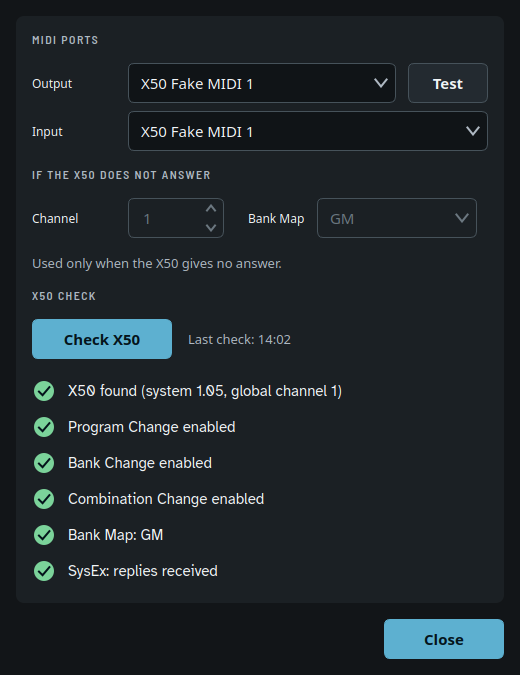 MIDI PORTS
Output X50 Fake MIDI 1 Test
Input X50 Fake MIDI 1
IF THE X50 DOES NOT ANSWER
Channel 1 Bank Map GM
Used only when the X50 gives no answer.
X50 CHECK
Check X50 Last check: 14:02
X50 found (system 1.05, global channel 1)
Program Change enabled
Bank Change enabled
Combination Change enabled
Bank Map: GM
SysEx: replies received
Close